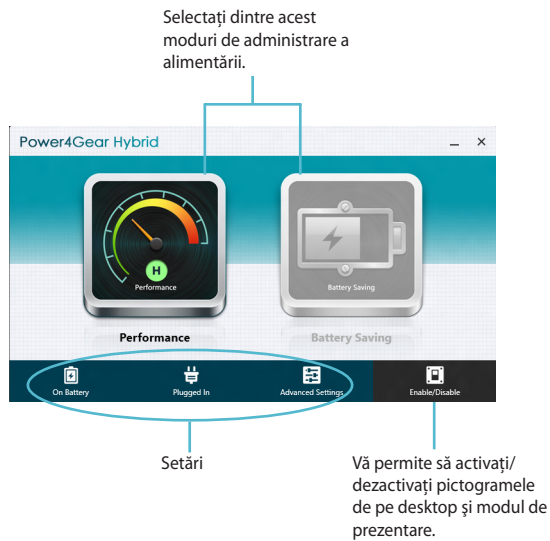 Selectați dintre acest
moduri de administrare a
alimentării.
Power4Gear Hybrid
H
Performance
Battery Saving
Performance
Battery Saving
On Battery
Plugged In
Advanced Settings
Enable/Disable
Setări
Vă permite să activați/
dezactivați pictogramele
de pe desktop și modul de
prezentare.